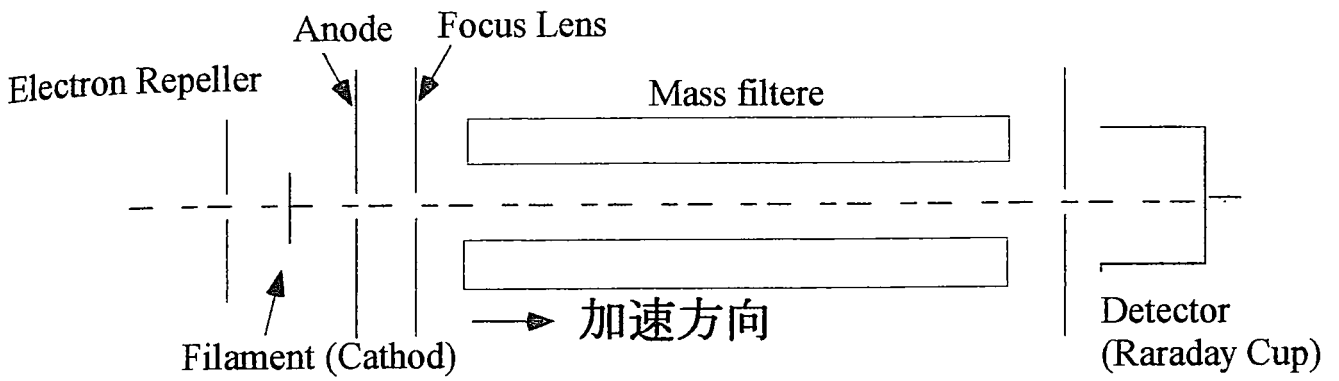 Anode
Focus Lens
Electron Repeller
Mass filtere
加速方向
Filament (Cathod)
Detector
(Raraday Cup)